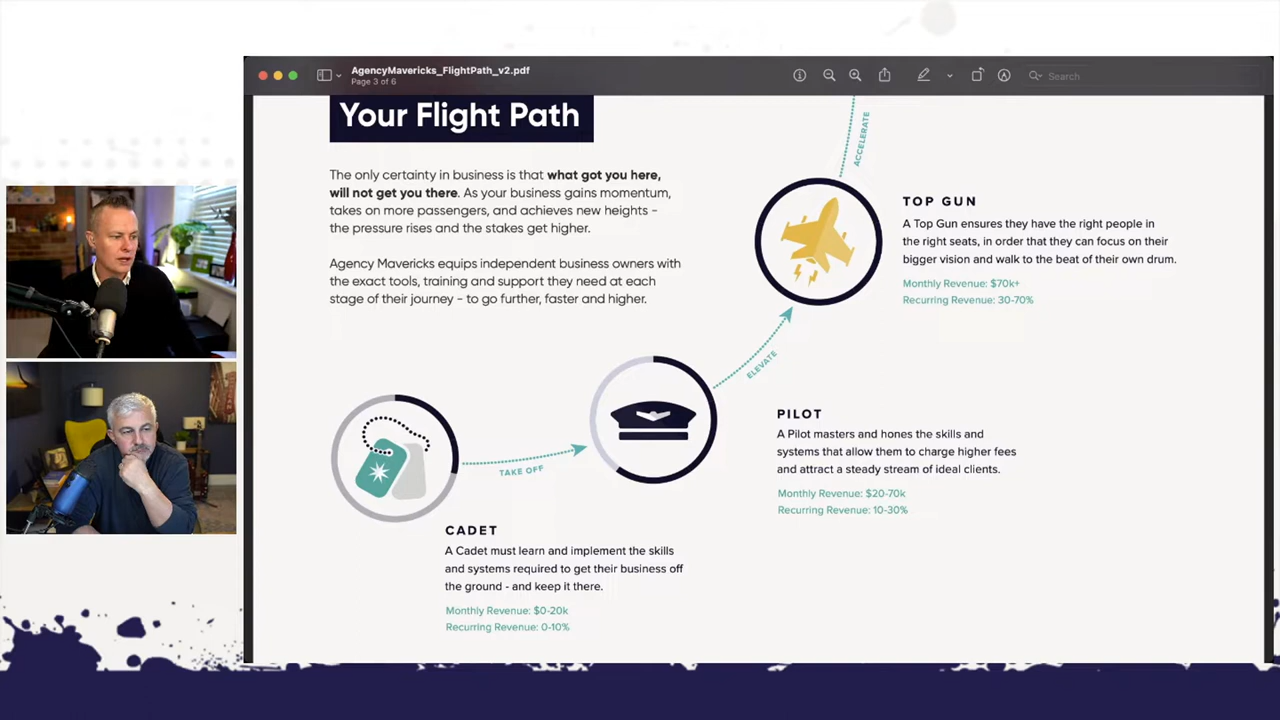 AgencyMavericks_FlightPath_v2.pdf
Page 3 of 6
Search
Your Flight Path
The only certainty in business is that what got you here,
will not get you there. As your business gains momentum,
takes on more passengers, and achieves new heights -
the pressure rises and the stakes get higher.
Agency Mavericks equips independent business owners with
the exact tools, training and support they need at each
stage of their journey - to go further, faster and higher.
ACCELERATE
TOP GUN
A Top Gun ensures they have the right people in
the right seats, in order that they can focus on their
bigger vision and walk to the beat of their own drum.
Monthly Revenue: $70k+
Recurring Revenue: 30-70%
ELEVATE
PILOT
A Pilot masters and hones the skills and
systems that allow them to charge higher fees
and attract a steady stream of ideal clients.
Monthly Revenue: $20-70k
Recurring Revenue: 10-30%
TAKE OFF
CADET
A Cadet must learn and implement the skills
and systems required to get their business off
the ground - and keep it there.
Monthly Revenue: $0-20k
Recurring Revenue: 0-10%